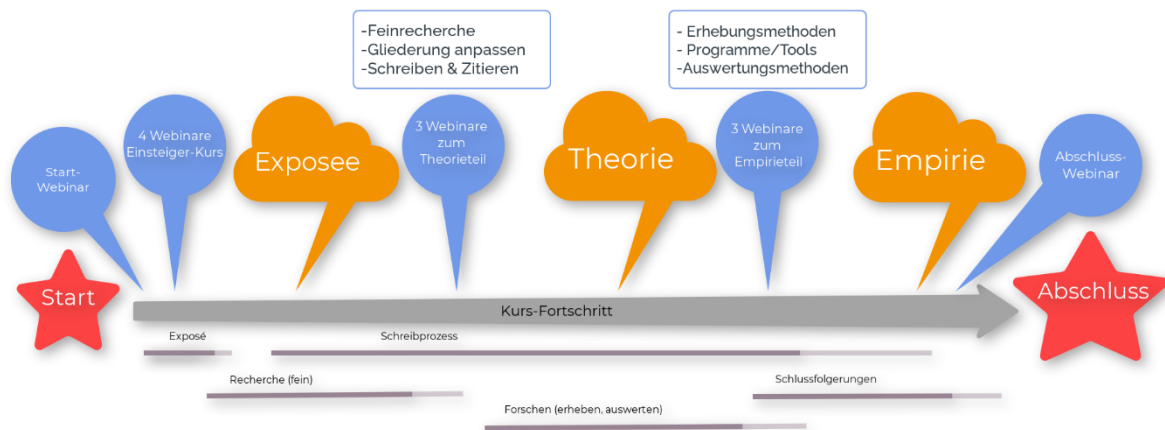 -Feinrecherche
-Gliederung anpassen
-Schreiben & Zitieren
- Erhebungsmethoden
- Programme/Tools
-Auswertungsmethoden
Start-
Webinar
4 Webinare
Einsteiger-Kurs
Exposee
3 Webinare
zum
Theorieteil
Theorie
3 Webinare
zum
Empirieteil
Empirie
Abschluss-
Webinar
Start
Abschluss
Kurs-Fortschritt
Exposé
Schreibprozess
Recherche (fein)
Schlussfolgerungen
Forschen (erheben, auswerten)